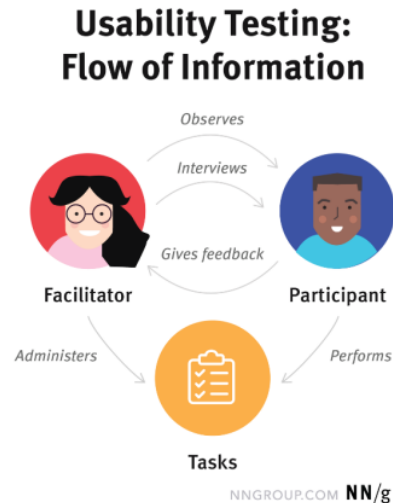 Usability Testing:
Flow of Information
Observes
Interviews
Gives feedback
Facilitator
Participant
Administers
Performs
Tasks
NNGROUP.COM NN/g